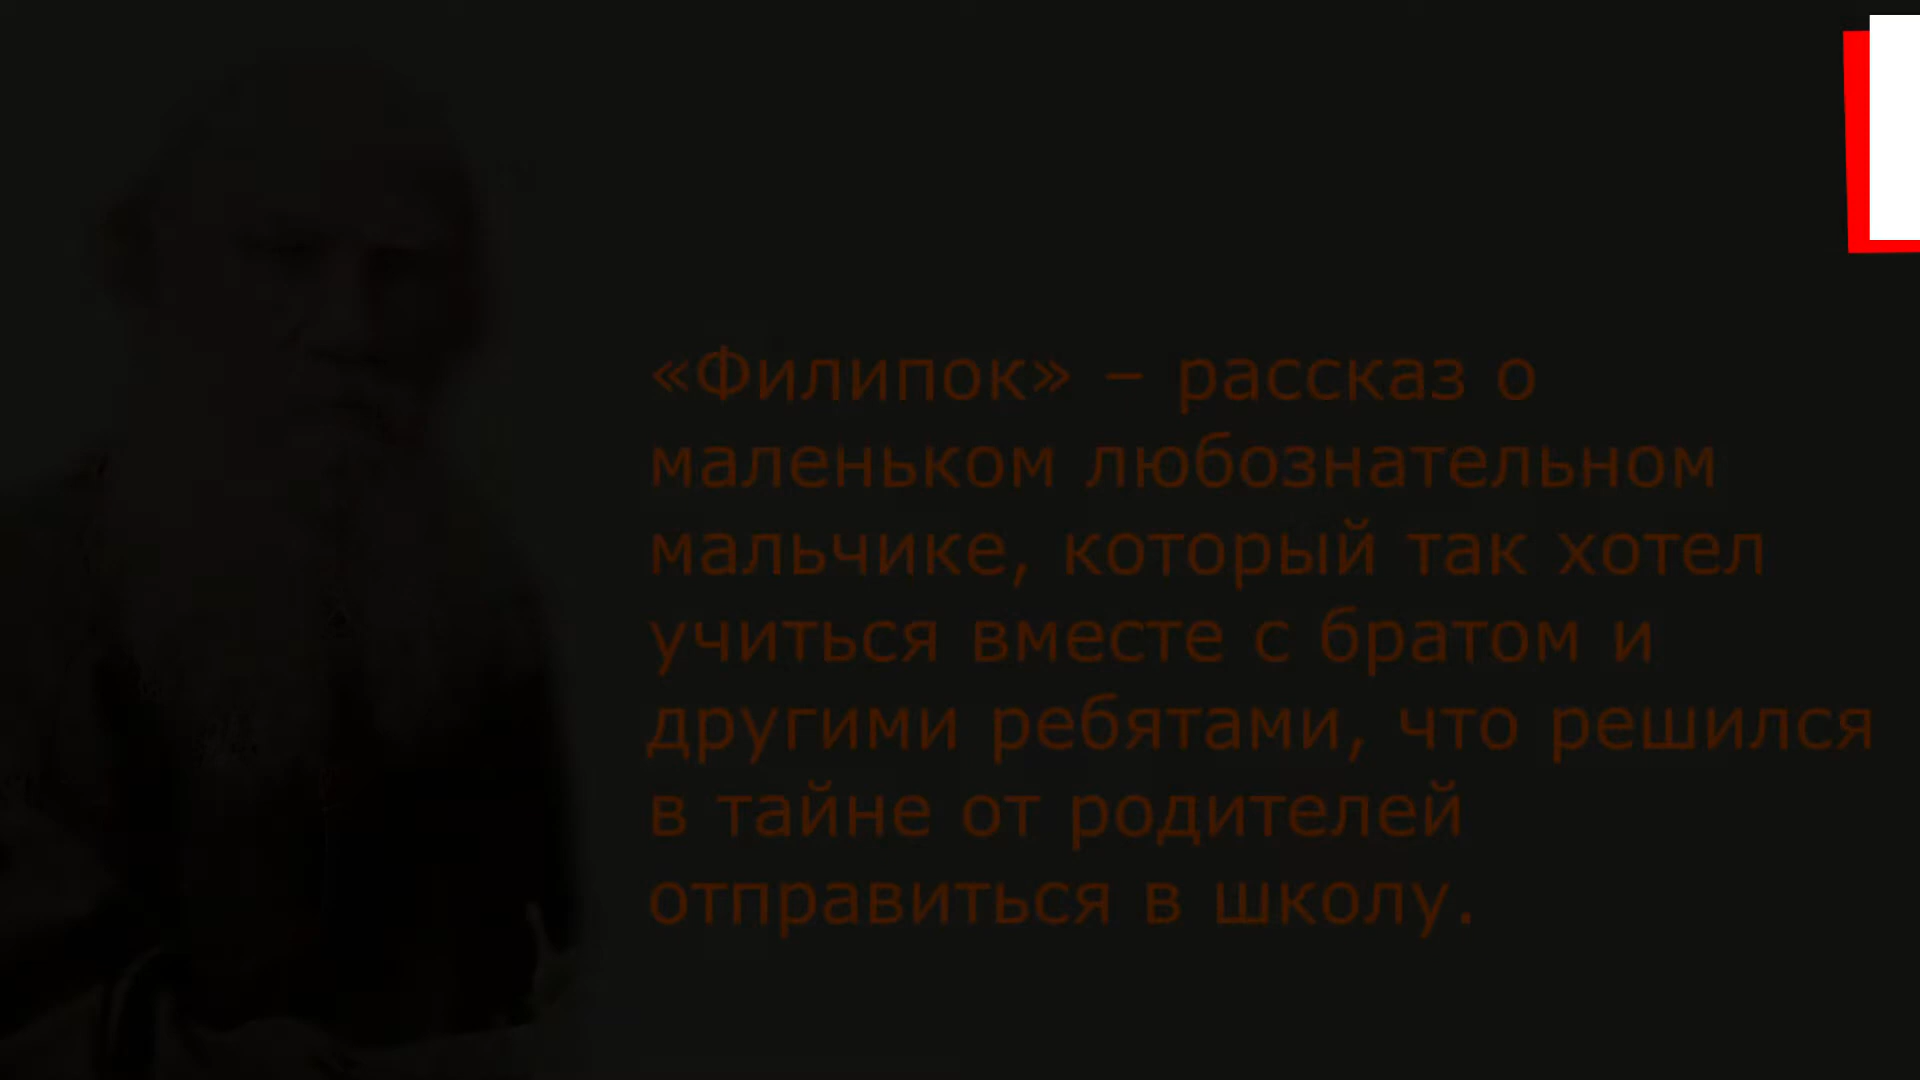 «Филипок» – рассказ о
маленьком любознательном
мальчике, который так хотел
учиться вместе с братом и
другими ребятами, что решился
в тайне от родителей
отправиться в школу.